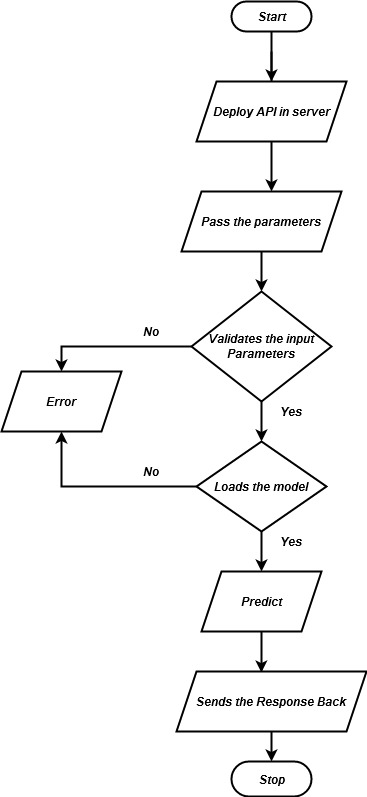 Start
Deploy API in server
Pass the parameters
Validates the input
Parameters
No
Error
Yes
Loads the model
No
Yes
Predict
Sends the Response Back
Stop